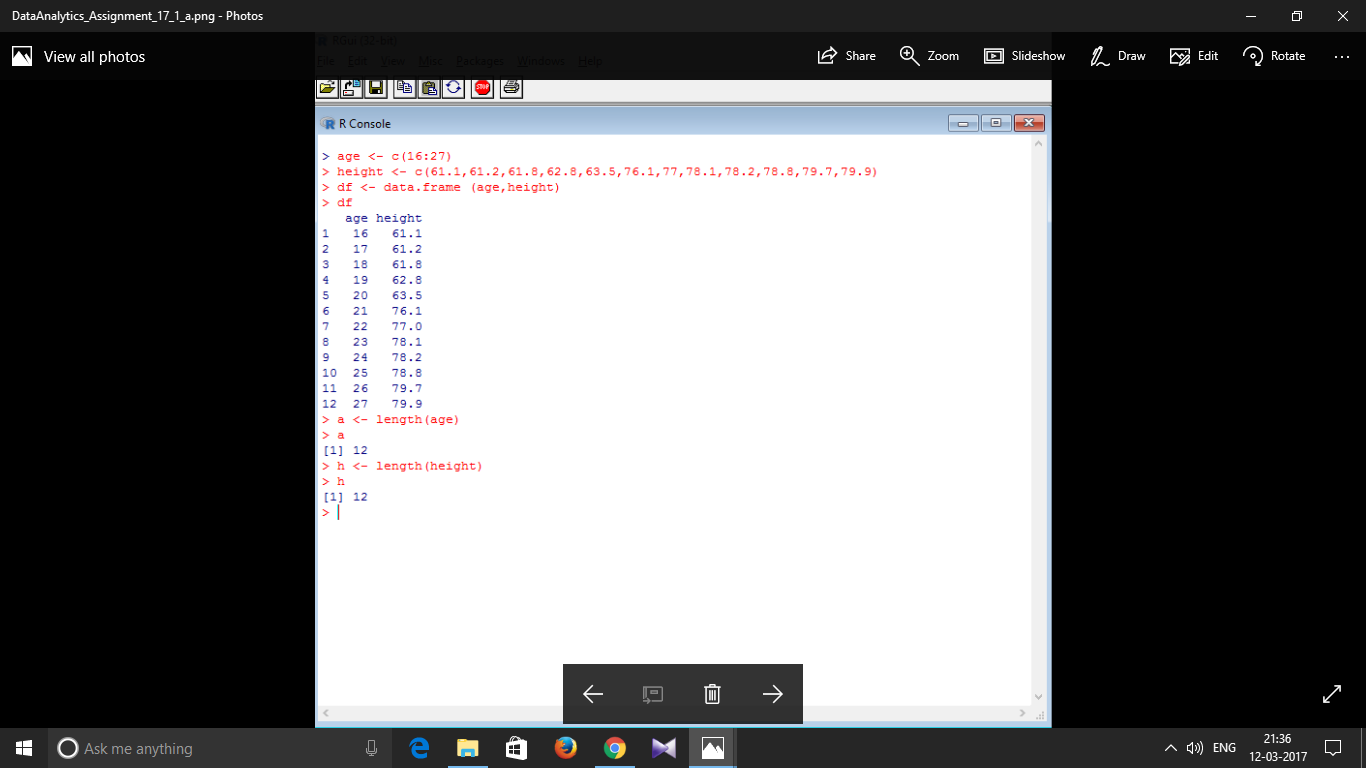 DataAnalytics_Assignment_17_1_a.png - Photos
View all photos
Share Zoom Slideshow Draw Edit Rotate
RGui (32-bit)
File Edit View Misc Packages Windows Help
STOP
R Console
> age <- c(16:27)
> height <- c(61.1,61.2,61.8,62.8,63.5,76.1,77,78.1,78.2,78.8,79.7,79.9)
> df <- data.frame (age,height)
> df
age height
1 16 61.1
2 17 61.2
3 18 61.8
4 19 62.8
5 20 63.5
6 21 76.1
7 22 77.0
8 23 78.1
9 24 78.2
10 25 78.8
11 26 79.7
12 27 79.9
> a <- length(age)
> a
[1] 12
> h <- length(height)
> h
[1] 12
>
Ask me anything
ENG
21:36
12-03-2017